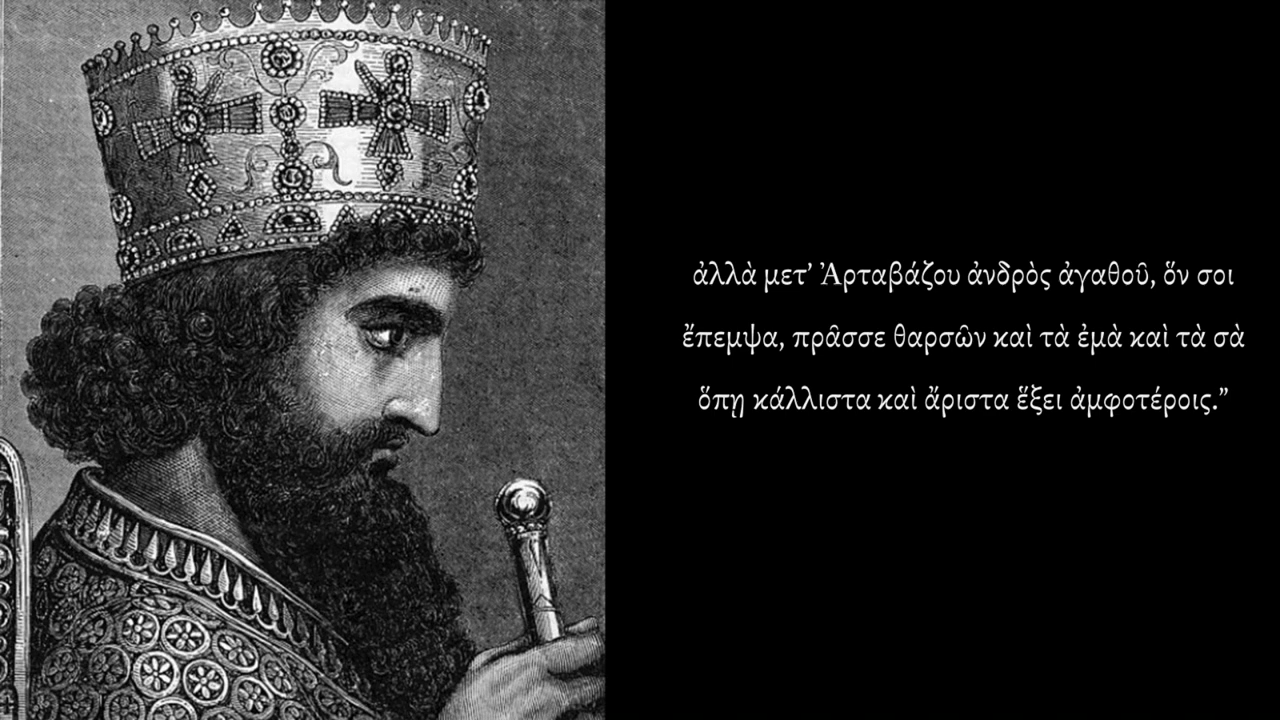 ἀλλὰ μετ’ Ἀρταβάζου ἀνδρὸς ἀγαθοῦ, ὅν σοι
ἔπεμψα, πρᾶσσε θαρσῶν καὶ τὰ ἐμὰ καὶ τὰ σὰ
ὅπῃ κάλλιστα καὶ ἄριστα ἕξει ἀμφοτέροις.”